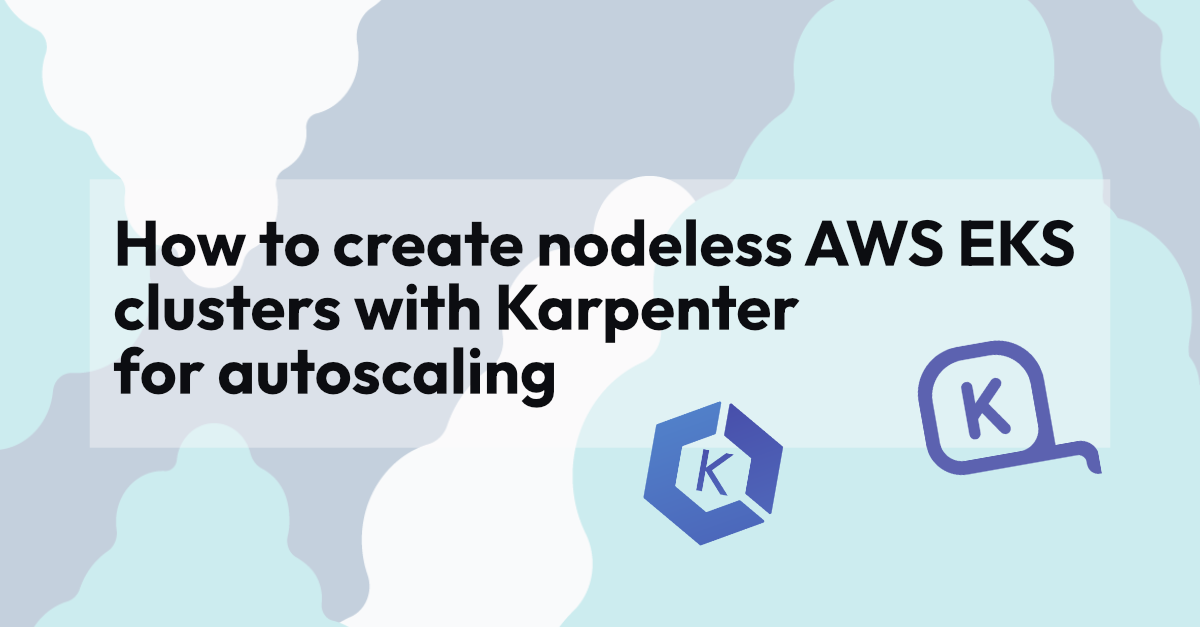 How to create nodeless AWS EKS
clusters with Karpenter
for autoscaling
K
K